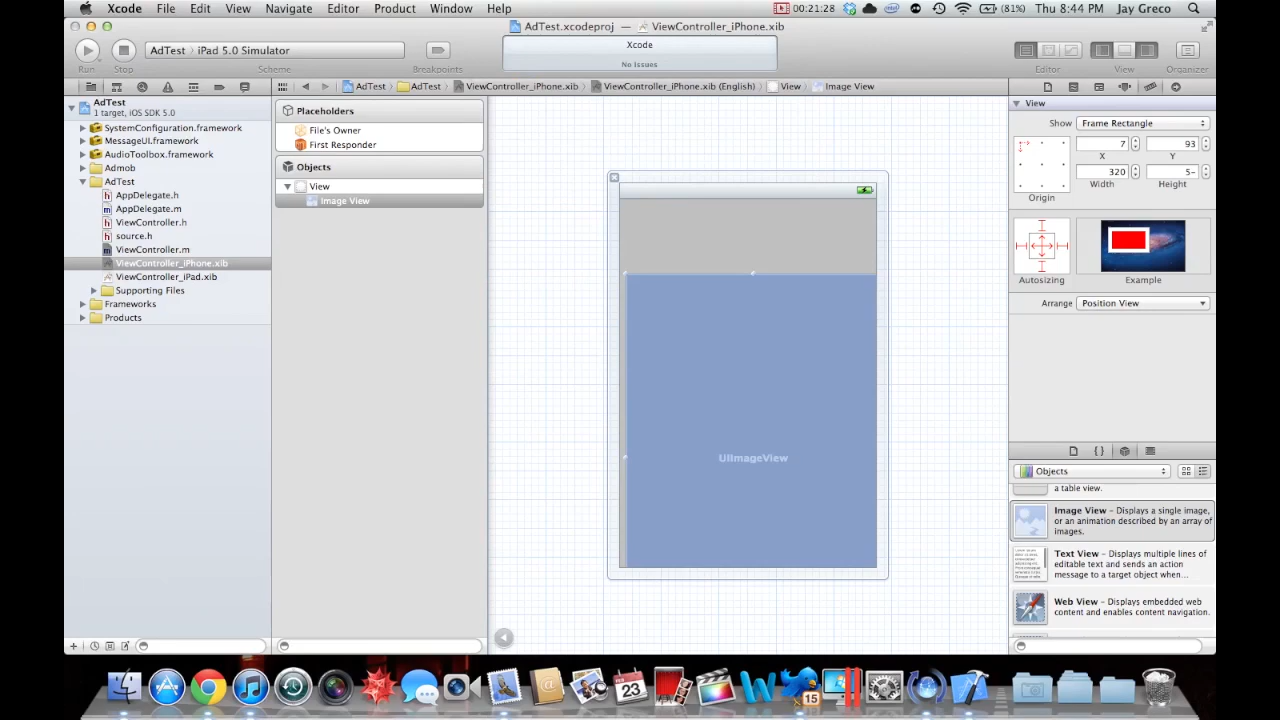 Xcode File Edit View Navigate Editor Product Window Help 00:21:28 (81%) Thu 8:44 PM Jay Greco
AdTest.xcodeproj — ViewController_iPhone.xib
AdTest › iPad 5.0 Simulator
Xcode
No Issues
Run Stop Scheme Breakpoints Editor View Organizer
AdTest AdTest ViewController_iPhone.xib ViewController_iPhone.xib (English) View Image View
AdTest
1 target, iOS SDK 5.0
SystemConfiguration.framework
MessageUI.framework
AudioToolbox.framework
Admob
AdTest
AppDelegate.h
AppDelegate.m
ViewController.h
source.h
ViewController.m
ViewController_iPhone.xib
ViewController_iPad.xib
Supporting Files
Frameworks
Products
Placeholders
File's Owner
First Responder
Objects
View
Image View
UIImageView
View
Show Frame Rectangle
7 93
X Y
320 5-
Origin Width Height
Autosizing Example
Arrange Position View
Objects
a table view.
Image View – Displays a single image,
or an animation described by an array of
images.
Text View – Displays multiple lines of
editable text and sends an action
message to a target object when…
Web View – Displays embedded web
content and enables content navigation.
FEB
23
15